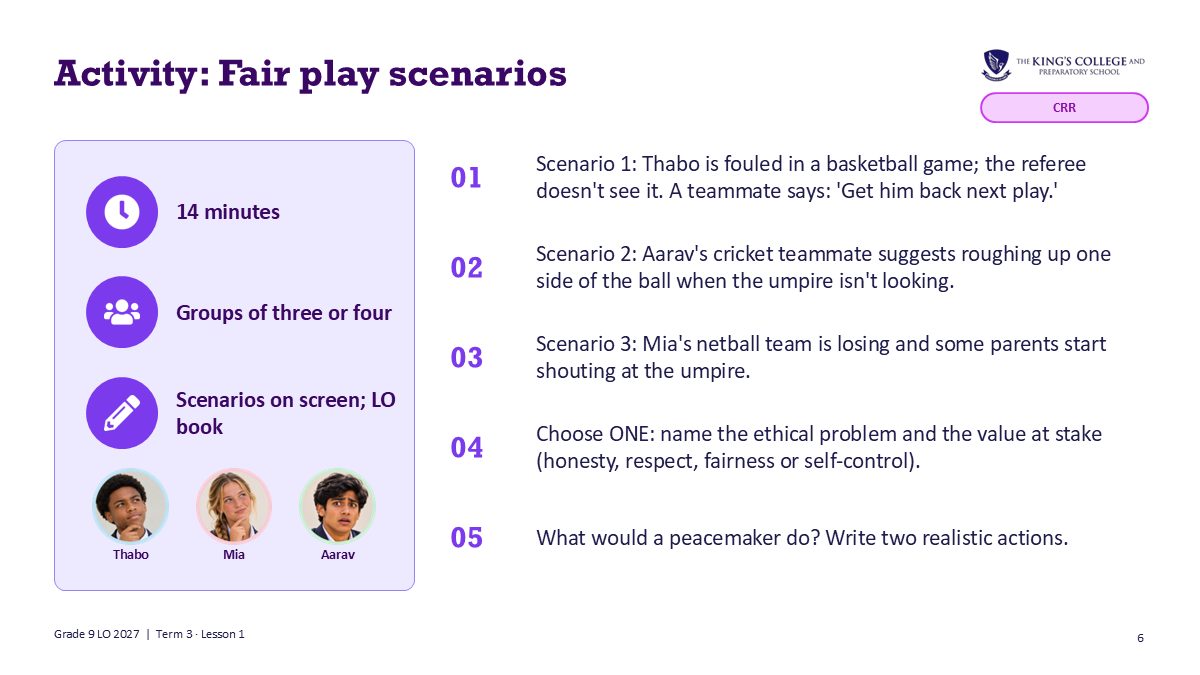 Activity: Fair play scenarios
THE KING'S COLLEGE AND
PREPARATORY SCHOOL
CRR
14 minutes
Groups of three or four
Scenarios on screen; LO
book
Thabo
Mia
Aarav
01
Scenario 1: Thabo is fouled in a basketball game; the referee
doesn't see it. A teammate says: 'Get him back next play.'
02
Scenario 2: Aarav's cricket teammate suggests roughing up one
side of the ball when the umpire isn't looking.
03
Scenario 3: Mia's netball team is losing and some parents start
shouting at the umpire.
04
Choose ONE: name the ethical problem and the value at stake
(honesty, respect, fairness or self-control).
05
What would a peacemaker do? Write two realistic actions.
Grade 9 LO 2027 | Term 3 · Lesson 1
6